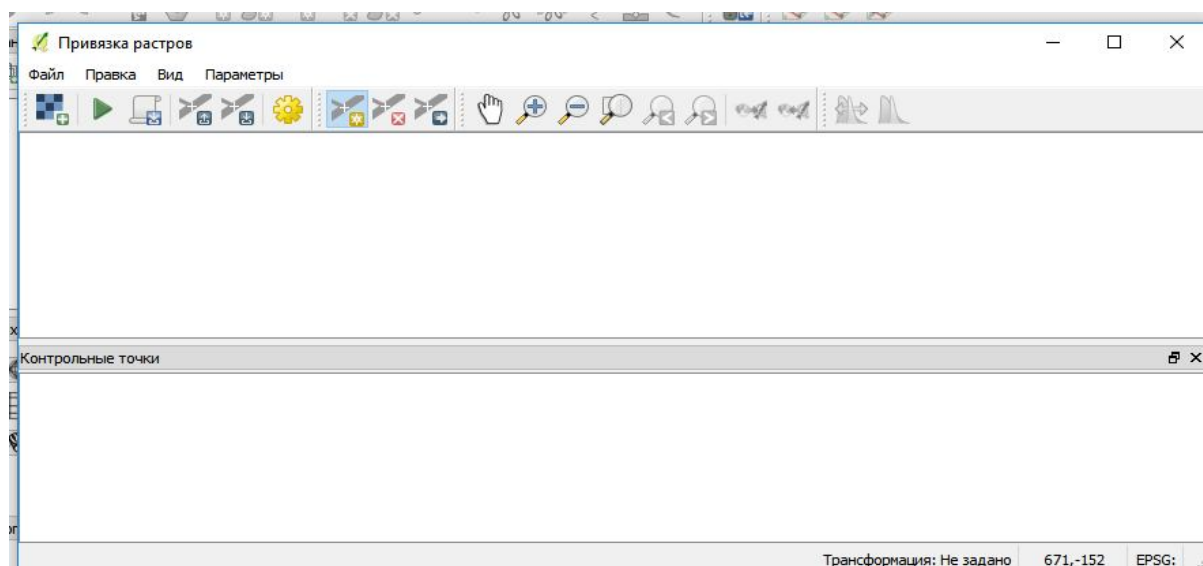 Привязка растров
Файл Правка Вид Параметры
Контрольные точки
Трансформация: Не задано 671,-152 EPSG: